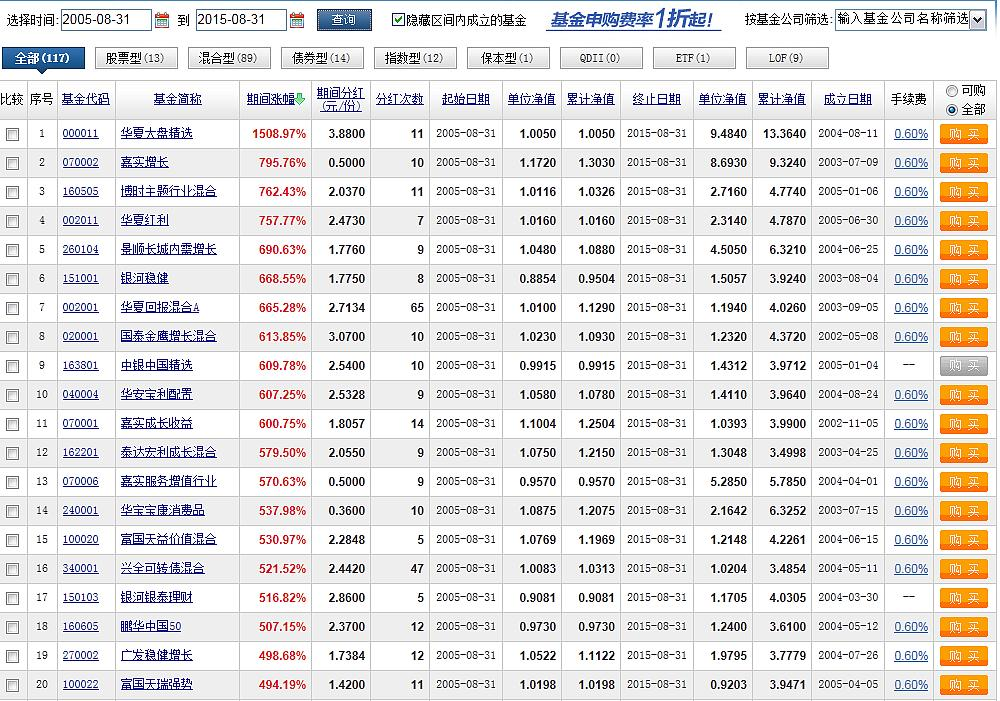 选择时间: 2005-08-31 到 2015-08-31 查询 隐藏区间内成立的基金 基金申购费率1折起! 按基金公司筛选: 输入基金公司名称筛选
全部(117) 股票型(13) 混合型(89) 债券型(14) 指数型(12) 保本型(1) QDII(0) ETF(1) LOF(9)
比较 序号 基金代码 基金简称 期间涨幅 期间分红(元/份) 分红次数 起始日期 单位净值 累计净值 终止日期 单位净值 累计净值 成立日期 手续费 可购 全部
1 000011 华夏大盘精选 1508.97% 3.8800 11 2005-08-31 1.0050 1.0050 2015-08-31 9.4840 13.3640 2004-08-11 0.60% 购买
2 070002 嘉实增长 795.76% 0.5000 10 2005-08-31 1.1720 1.3030 2015-08-31 8.6930 9.3240 2003-07-09 0.60% 购买
3 160505 博时主题行业混合 762.43% 2.0370 11 2005-08-31 1.0116 1.0326 2015-08-31 2.7160 4.7740 2005-01-06 0.60% 购买
4 002011 华夏红利 757.77% 2.4730 7 2005-08-31 1.0160 1.0160 2015-08-31 2.3140 4.7870 2005-06-30 0.60% 购买
5 260104 景顺长城内需增长 690.63% 1.7760 9 2005-08-31 1.0480 1.0880 2015-08-31 4.5050 6.3210 2004-06-25 0.60% 购买
6 151001 银河稳健 668.55% 1.7750 8 2005-08-31 0.8854 0.9504 2015-08-31 1.5057 3.9240 2003-08-04 0.60% 购买
7 002001 华夏回报混合A 665.28% 2.7134 65 2005-08-31 1.0100 1.1290 2015-08-31 1.1940 4.0260 2003-09-05 0.60% 购买
8 020001 国泰金鹰增长混合 613.85% 3.0700 10 2005-08-31 1.0230 1.0930 2015-08-31 1.2320 4.3720 2002-05-08 0.60% 购买
9 163801 中银中国精选 609.78% 2.5400 10 2005-08-31 0.9915 0.9915 2015-08-31 1.4312 3.9712 2005-01-04 -- 购买
10 040004 华安宝利配置 607.25% 2.5328 9 2005-08-31 1.0580 1.0780 2015-08-31 1.4110 3.9640 2004-08-24 0.60% 购买
11 070001 嘉实成长收益 600.75% 1.8057 14 2005-08-31 1.1004 1.2504 2015-08-31 1.0393 3.9900 2002-11-05 0.60% 购买
12 162201 泰达宏利成长混合 579.50% 2.0550 9 2005-08-31 1.0750 1.2150 2015-08-31 1.3048 3.4998 2003-04-25 0.60% 购买
13 070006 嘉实服务增值行业 570.63% 0.5000 9 2005-08-31 0.9570 0.9570 2015-08-31 5.2850 5.7850 2004-04-01 0.60% 购买
14 240001 华宝宝康消费品 537.98% 0.3600 10 2005-08-31 1.0875 1.2075 2015-08-31 2.1642 6.3252 2003-07-15 0.60% 购买
15 100020 富国天益价值混合 530.97% 2.2848 5 2005-08-31 1.0769 1.1969 2015-08-31 1.2148 4.2261 2004-06-15 0.60% 购买
16 340001 兴全可转债混合 521.52% 2.4420 47 2005-08-31 1.0083 1.0313 2015-08-31 1.0204 3.4854 2004-05-11 0.60% 购买
17 150103 银河银泰理财 516.82% 2.8600 5 2005-08-31 0.9081 0.9081 2015-08-31 1.1705 4.0305 2004-03-30 -- 购买
18 160605 鹏华中国50 507.15% 2.3700 12 2005-08-31 0.9730 0.9730 2015-08-31 1.2400 3.6100 2004-05-12 0.60% 购买
19 270002 广发稳健增长 498.68% 1.7384 12 2005-08-31 1.0522 1.1122 2015-08-31 1.9795 3.7779 2004-07-26 0.60% 购买
20 100022 富国天瑞强势 494.19% 1.4200 11 2005-08-31 1.0198 1.0198 2015-08-31 0.9203 3.9471 2005-04-05 0.60% 购买